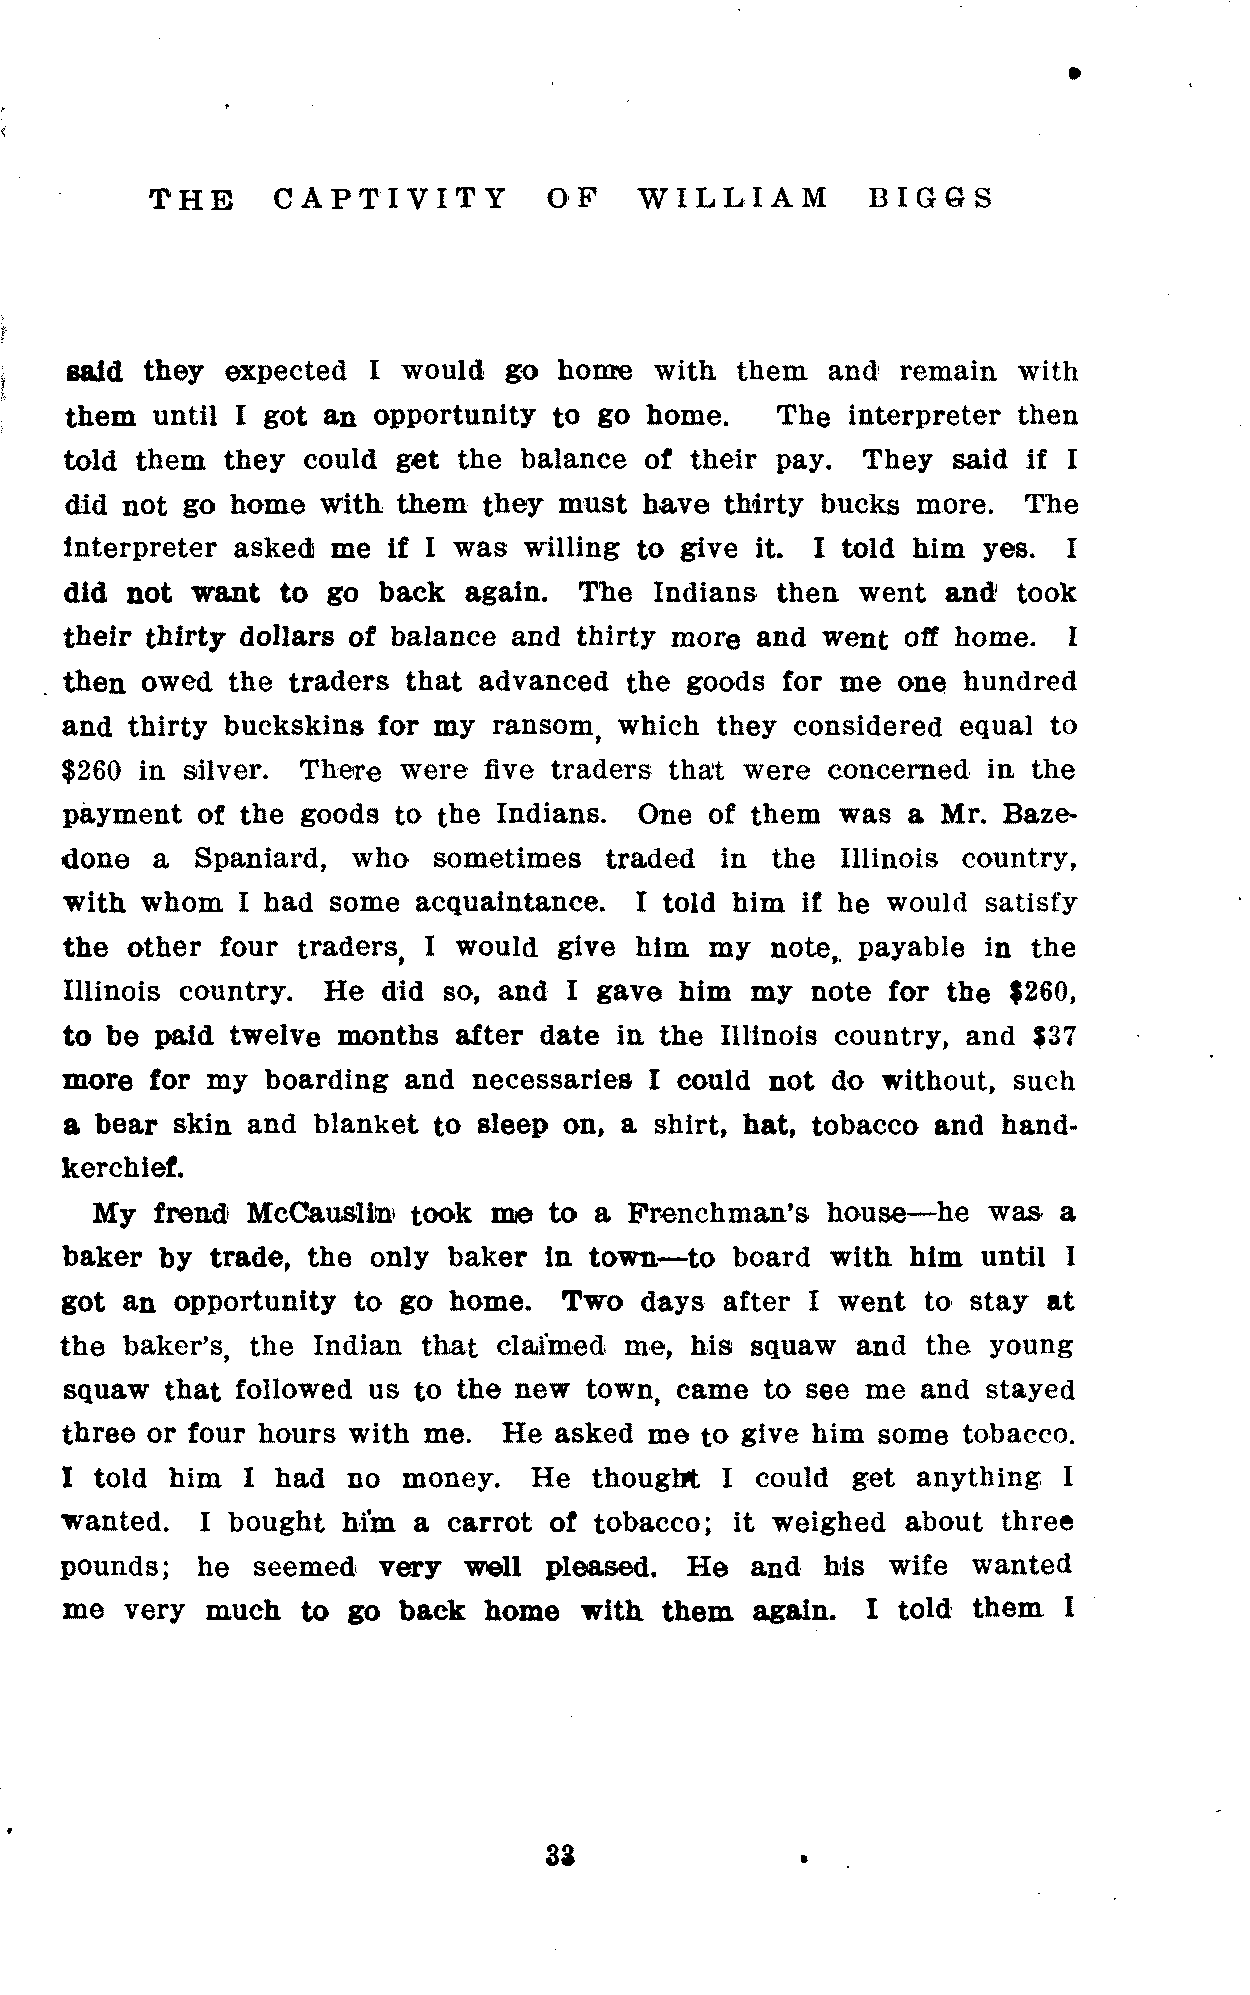 THE CAPTIVITY OF WILLIAM BIGGS
said they expected I would go home with them and remain with
them until I got an opportunity to go home. The interpreter then
told them they could get the balance of their pay. They said if I
did not go home with them they must have thirty bucks more. The
interpreter asked me if I was willing to give it. I told him yes. I
did not want to go back again. The Indians then went and took
their thirty dollars of balance and thirty more and went off home. I
then owed the traders that advanced the goods for me one hundred
and thirty buckskins for my ransom, which they considered equal to
$260 in silver. There were five traders that were concerned in the
payment of the goods to the Indians. One of them was a Mr. Baze-
done a Spaniard, who sometimes traded in the Illinois country,
with whom I had some acquaintance. I told him if he would satisfy
the other four traders, I would give him my note, payable in the
Illinois country. He did so, and I gave him my note for the $260,
to be paid twelve months after date in the Illinois country, and $37
more for my boarding and necessaries I could not do without, such
a bear skin and blanket to sleep on, a shirt, hat, tobacco and hand-
kerchief.
My frend McCauslin took me to a Frenchman's house—he was a
baker by trade, the only baker in town—to board with him until I
got an opportunity to go home. Two days after I went to stay at
the baker's, the Indian that claimed me, his squaw and the young
squaw that followed us to the new town, came to see me and stayed
three or four hours with me. He asked me to give him some tobacco.
I told him I had no money. He thought I could get anything I
wanted. I bought him a carrot of tobacco; it weighed about three
pounds; he seemed very well pleased. He and his wife wanted
me very much to go back home with them again. I told them I
33